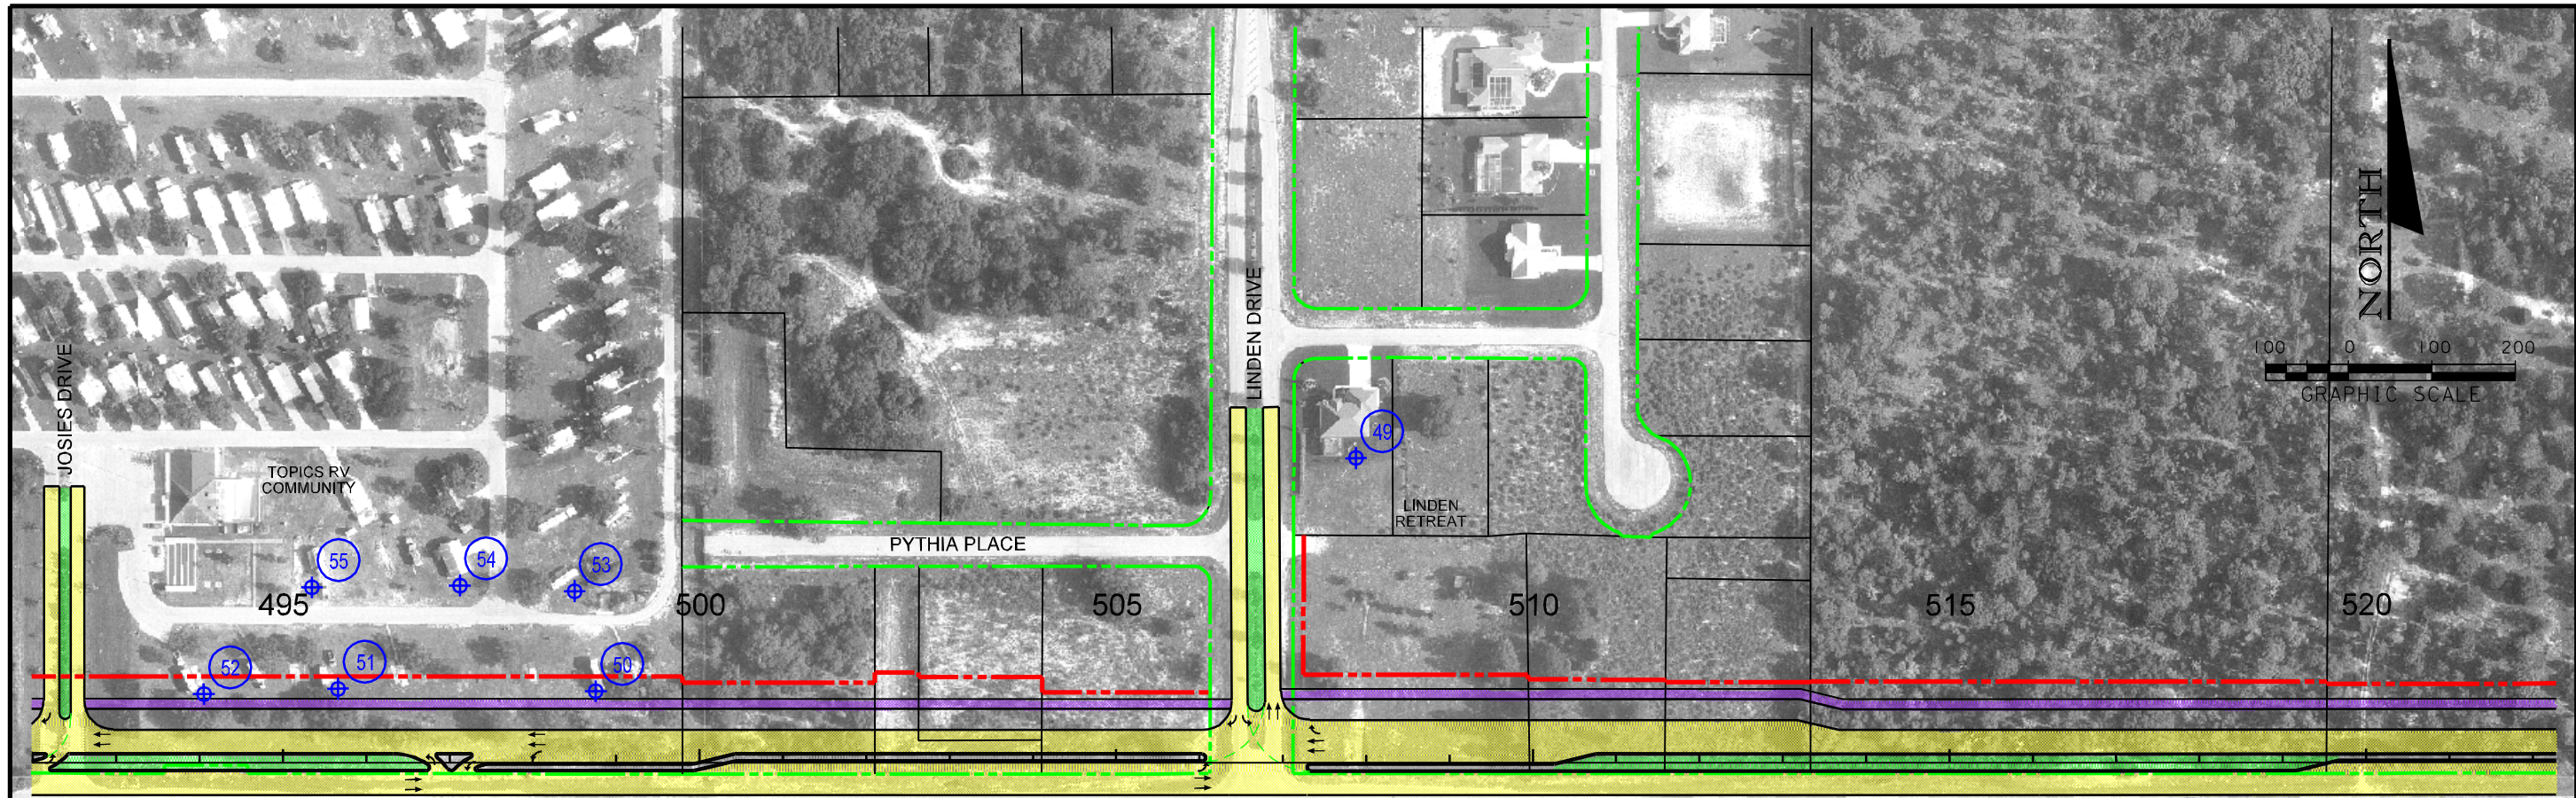 NORTH
100 0 100 200
GRAPHIC SCALE
JOSIES DRIVE
LINDEN DRIVE
49
TOPICS RV
COMMUNITY
LINDEN
RETREAT
PYTHIA PLACE
55
54
53
495
500
505
510
515
520
52
51
50